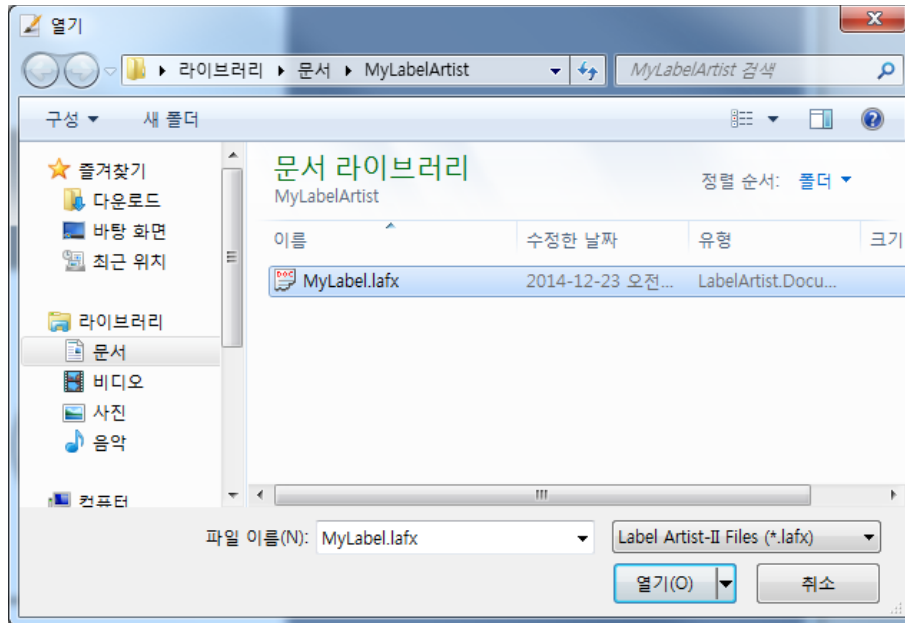 열기
라이브러리 ▸ 문서 ▸ MyLabelArtist
MyLabelArtist 검색
구성 새 폴더
즐겨찾기
다운로드
바탕 화면
최근 위치
라이브러리
문서
비디오
사진
음악
컴퓨터
문서 라이브러리
MyLabelArtist
정렬 순서: 폴더
이름 수정한 날짜 유형 크기
MyLabel.lafx 2014-12-23 오전... LabelArtist.Docu...
파일 이름(N): MyLabel.lafx Label Artist-II Files (*.lafx)
열기(O) 취소